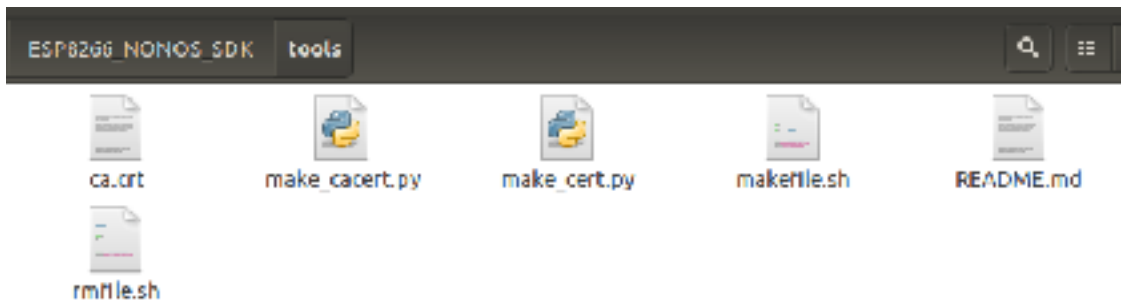 ESP8266_NONOS_SDK tools
ca.crt make_cacert.py make_cert.py makefile.sh README.md
rmfile.sh